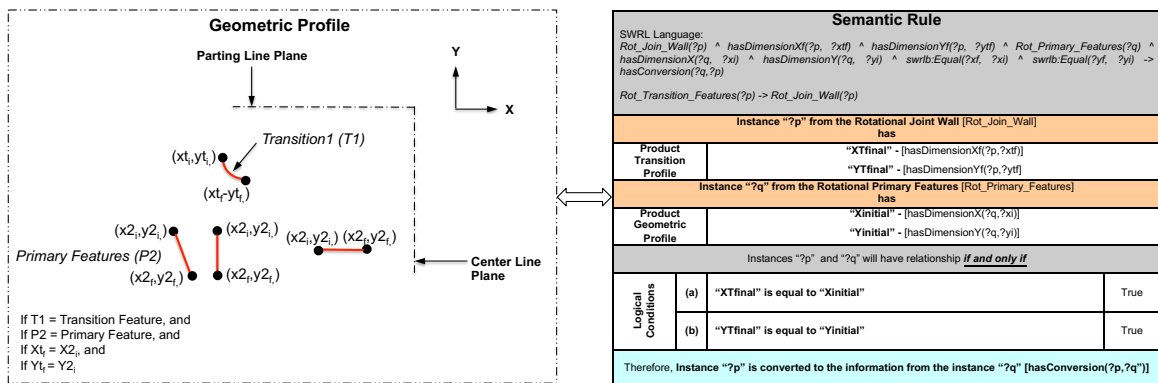 Geometric Profile
Parting Line Plane
Y
X
Transition1 (T1)
(xti,yti,)
(xtf-ytf,)
(x2i,y2i,)
(x2i,y2i,)
(x2i,y2i,) (x2f,y2f,)
Primary Features (P2)
(x2f,y2f,)
(x2f,y2f,)
Center Line
Plane
If T1 = Transition Feature, and
If P2 = Primary Feature, and
If Xtf = X2i, and
If Ytf = Y2i
Semantic Rule
SWRL Language:
Rot_Join_Wall(?p) ^ hasDimensionXf(?p, ?xtf) ^ hasDimensionYf(?p, ?ytf) ^ Rot_Primary_Features(?q) ^
hasDimensionX(?q, ?xi) ^ hasDimensionY(?q, ?yi) ^ swrlb:Equal(?xf, ?xi) ^ swrlb:Equal(?yf, ?yi) ->
hasConversion(?q,?p)
Rot_Transition_Features(?p) -> Rot_Join_Wall(?p)
Instance “?p” from the Rotational Joint Wall [Rot_Join_Wall]
has
Product
Transition
Profile
“XTfinal” - [hasDimensionXf(?p,?xtf)]
“YTfinal” - [hasDimensionYf(?p,?ytf]
Instance “?q” from the Rotational Primary Features [Rot_Primary_Features]
has
Product
Geometric
Profile
“Xinitial” - [hasDimensionX(?q,?xi)]
“Yinitial” - [hasDimensionY(?q,?yi)]
Instances “?p” and “?q” will have relationship if and only if
Logical
Conditions
(a) “XTfinal” is equal to “Xinitial” True
(b) “YTfinal” is equal to “Yinitial” True
Therefore, Instance “?p” is converted to the information from the instance “?q” [hasConversion(?p,?q”)]